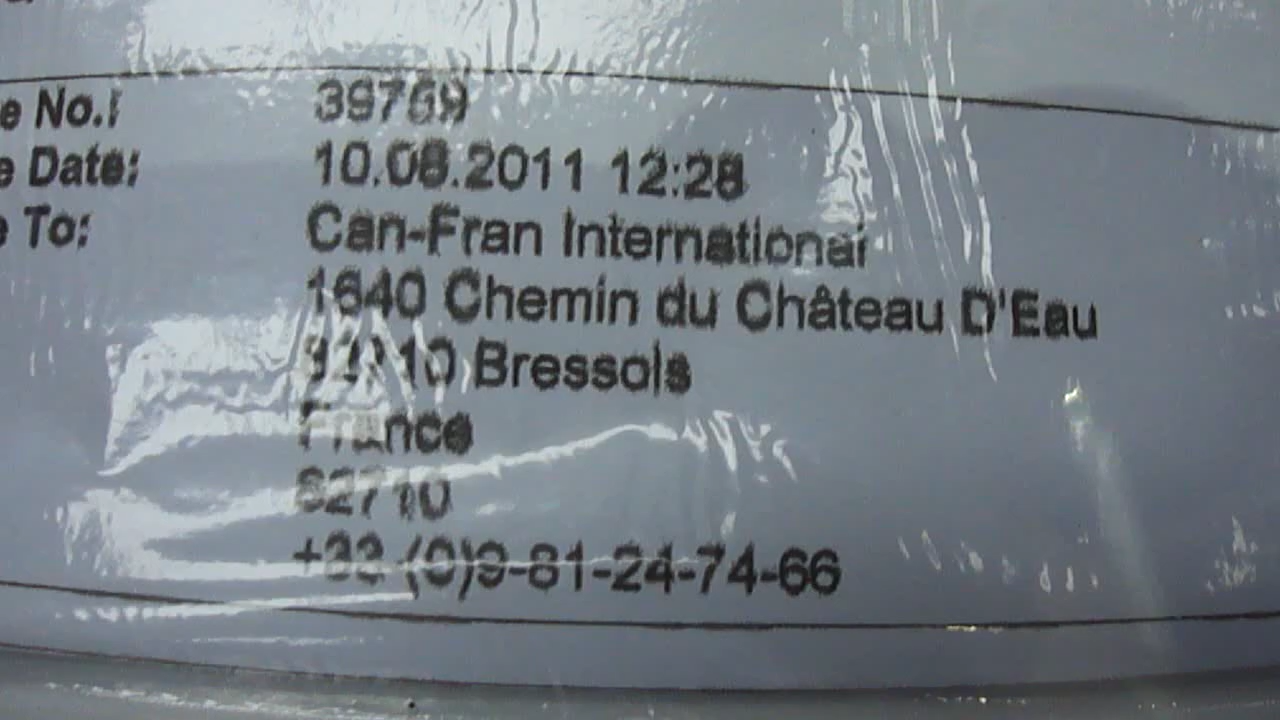 e No.: 39769
e Date: 10.08.2011 12:28
e To: Can-Fran International
1640 Chemin du Château D'Eau
Bressols
France
82710
+33 (0)9-81-24-74-66